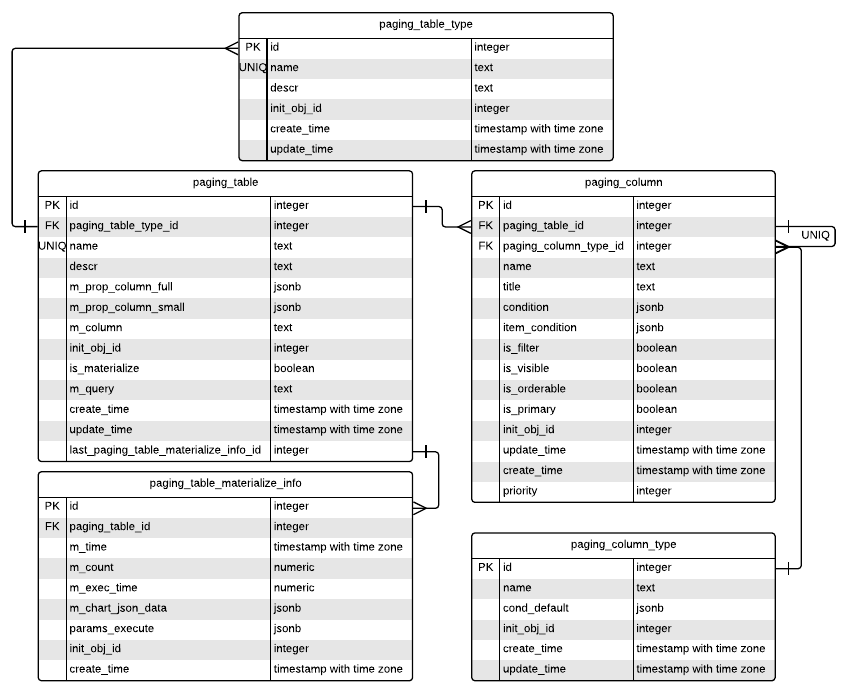 paging_table_type
PK id integer
UNIQ name text
descr text
init_obj_id integer
create_time timestamp with time zone
update_time timestamp with time zone
paging_table
PK id integer
FK paging_table_type_id integer
UNIQ name text
descr text
m_prop_column_full jsonb
m_prop_column_small jsonb
m_column text
init_obj_id integer
is_materialize boolean
m_query text
create_time timestamp with time zone
update_time timestamp with time zone
last_paging_table_materialize_info_id integer
paging_column
PK id integer
FK paging_table_id integer
UNIQ
FK paging_column_type_id integer
name text
title text
condition jsonb
item_condition jsonb
is_filter boolean
is_visible boolean
is_orderable boolean
is_primary boolean
init_obj_id integer
update_time timestamp with time zone
create_time timestamp with time zone
priority integer
paging_table_materialize_info
PK id integer
FK paging_table_id integer
m_time timestamp with time zone
m_count numeric
m_exec_time numeric
m_chart_json_data jsonb
params_execute jsonb
init_obj_id integer
create_time timestamp with time zone
paging_column_type
PK id integer
name text
cond_default jsonb
init_obj_id integer
create_time timestamp with time zone
update_time timestamp with time zone